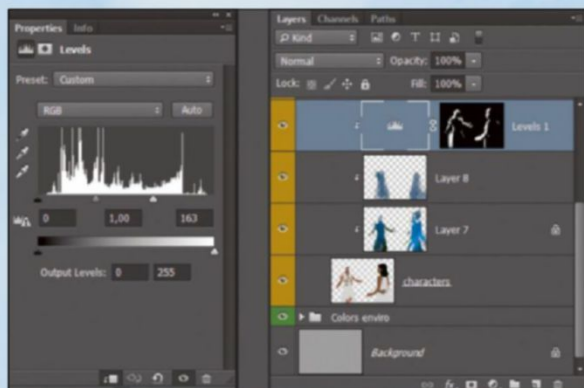 Properties Info
Levels
Preset: Custom
RGB Auto
0 1,00 163
Output Levels: 0 255
Layers Channels Paths
Kind
Normal Opacity: 100%
Lock: Fill: 100%
Levels 1
Layer 8
Layer 7
characters
Colors enviro
Background
fx